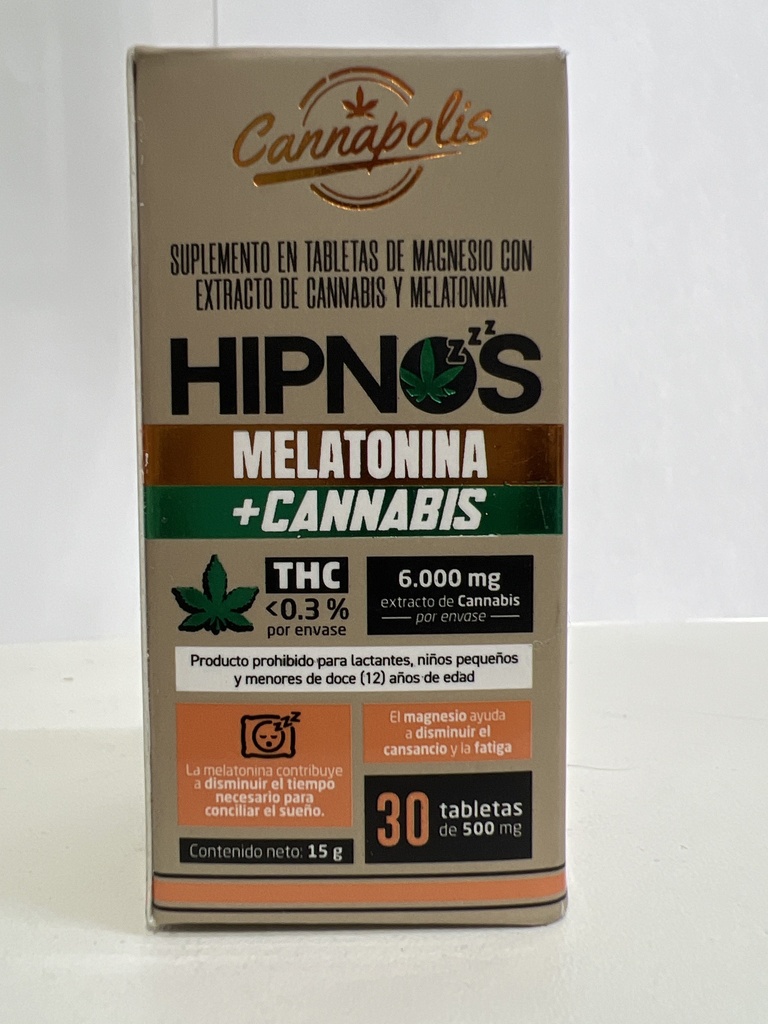 Cannapolis
SUPLEMENTO EN TABLETAS DE MAGNESIO CON
EXTRACTO DE CANNABIS Y MELATONINA
zzz
HIPNOS
MELATONINA
+CANNABIS
THC
<0.3 %
por envase
6.000 mg
extracto de Cannabis
por envase
Producto prohibido para lactantes, niños pequeños
y menores de doce (12) años de edad
zzz
La melatonina contribuye
a disminuir el tiempo
necesario para
conciliar el sueño.
El magnesio ayuda
a disminuir el
cansancio y la fatiga
30 tabletas
de 500 mg
Contenido neto: 15 g